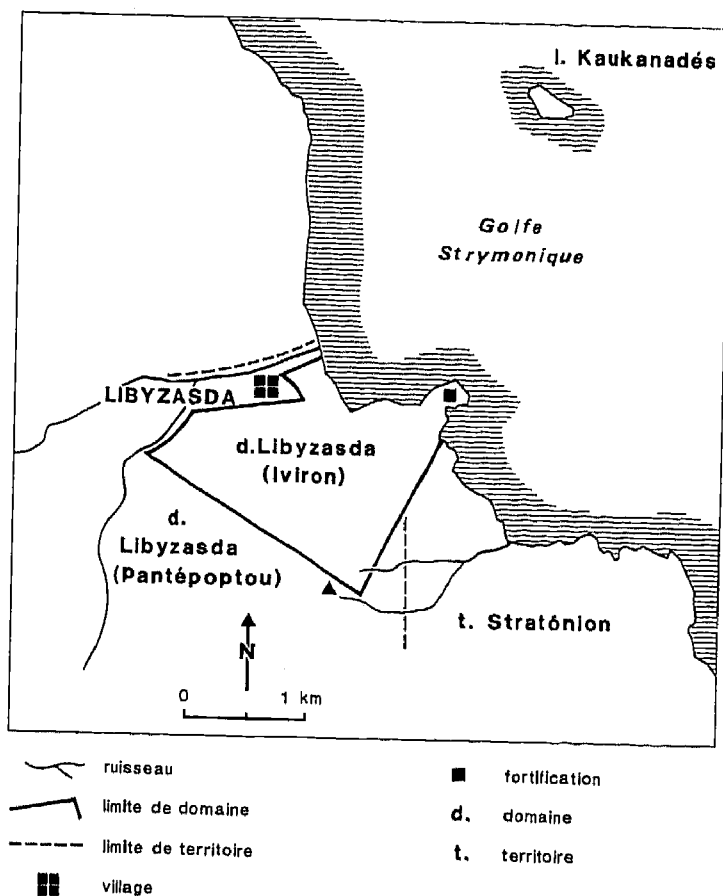 I. Kaukanadés
Golfe
Strymonique
LIBYZASDA
d.Libyzasda
(Iviron)
d.
Libyzasda
(Pantépoptou)
t. Stratónion
N
0 1 km
ruisseau
limite de domaine
limite de territoire
village
fortification
d. domaine
t. territoire